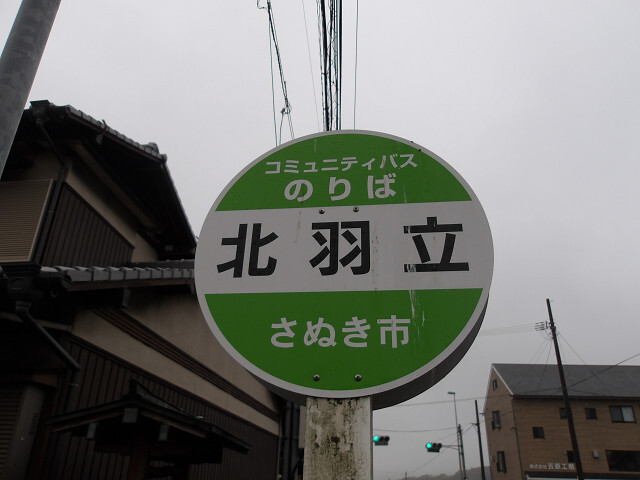 コミュニティバス
のりば
北羽立
さぬき市